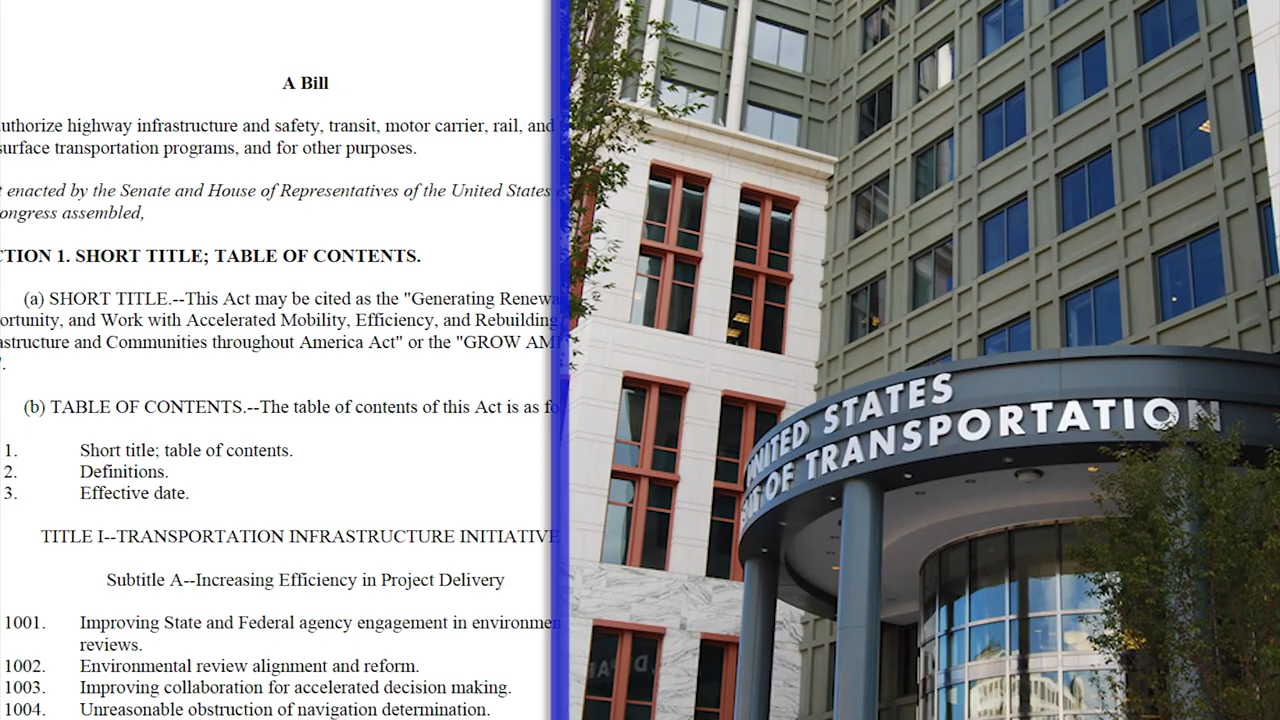 A Bill
authorize highway infrastructure and safety, transit, motor carrier, rail, and
surface transportation programs, and for other purposes.
enacted by the Senate and House of Representatives of the United States
ongress assembled,
CTION 1. SHORT TITLE; TABLE OF CONTENTS.
(a) SHORT TITLE.--This Act may be cited as the "Generating Renewa
ortunity, and Work with Accelerated Mobility, Efficiency, and Rebuilding
astructure and Communities throughout America Act" or the "GROW AM
.
(b) TABLE OF CONTENTS.--The table of contents of this Act is as fo
1. Short title; table of contents.
2. Definitions.
3. Effective date.
TITLE I--TRANSPORTATION INFRASTRUCTURE INITIATIVE
Subtitle A--Increasing Efficiency in Project Delivery
1001. Improving State and Federal agency engagement in environmen
reviews.
1002. Environmental review alignment and reform.
1003. Improving collaboration for accelerated decision making.
1004. Unreasonable obstruction of navigation determination.
UNITED STATES
OF TRANSPORTATION